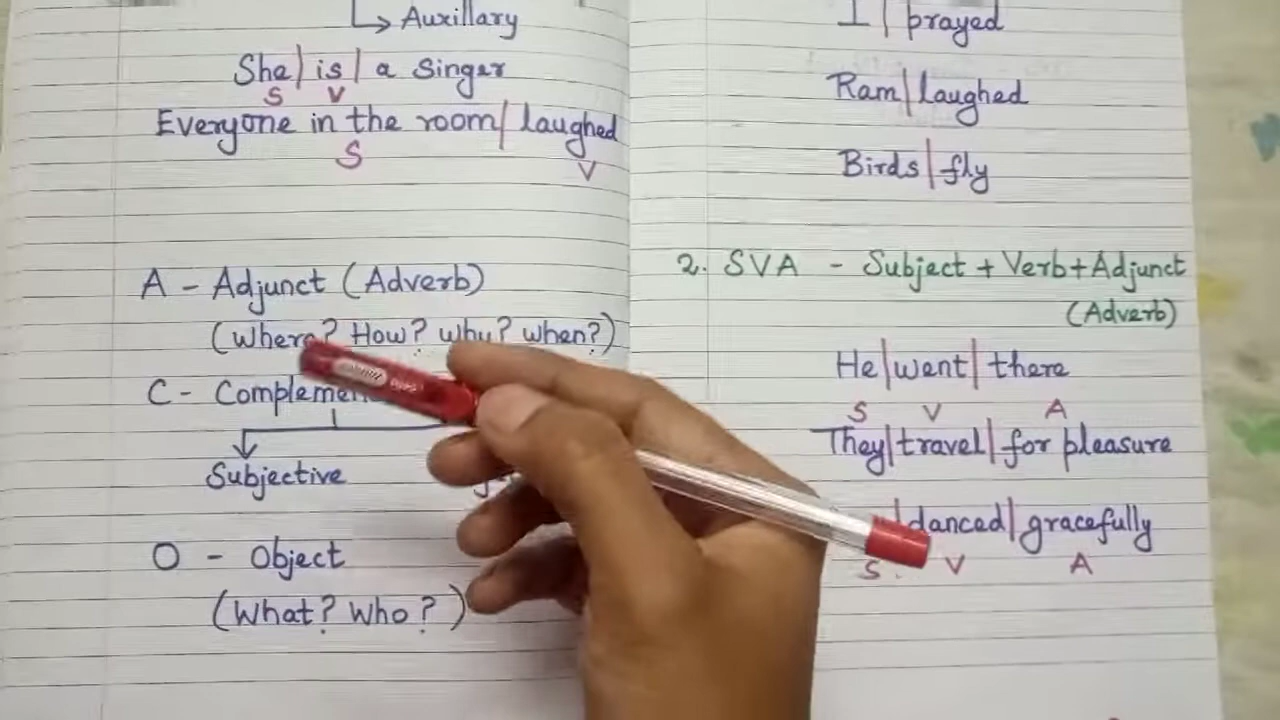 ↳ Auxillary
She| is| a Singer
S V
Everyone in the room| laughed
S
V
A - Adjunct (Adverb)
(Where? How? Why? when?)
C - Complemen
Subjective
O - Object
(What? Who?)
I | prayed
Ram|laughed
Birds|fly
2. SVA - Subject + Verb+Adjunct
(Adverb)
He|went|there
S V A
They|travel|for pleasure
|danced|gracefully
S. V A